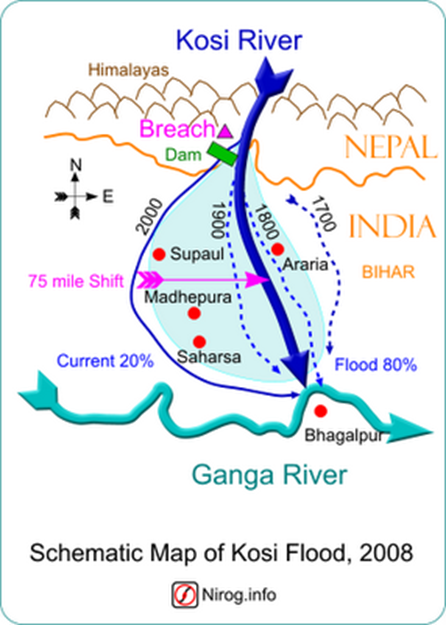 Kosi River
Himalayas
Breach
Dam
NEPAL
N
E
2000
1900
1800
1700
INDIA
Supaul
Araria
BIHAR
75 mile Shift
Madhepura
Saharsa
Current 20%
Flood 80%
Bhagalpur
Ganga River
Schematic Map of Kosi Flood, 2008
Nirog.info